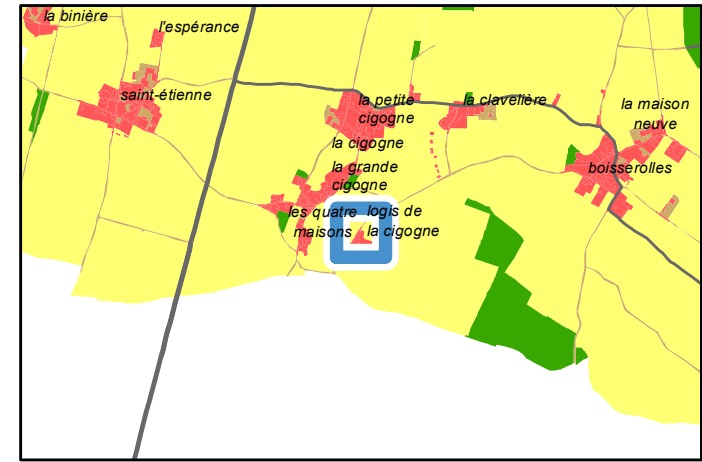 la binière
l'espérance
saint-étienne
la petite
cigogne
la clavelière
la maison
neuve
la cigogne
la grande
cigogne
boisserolles
les quatre
maisons
logis de
la cigogne